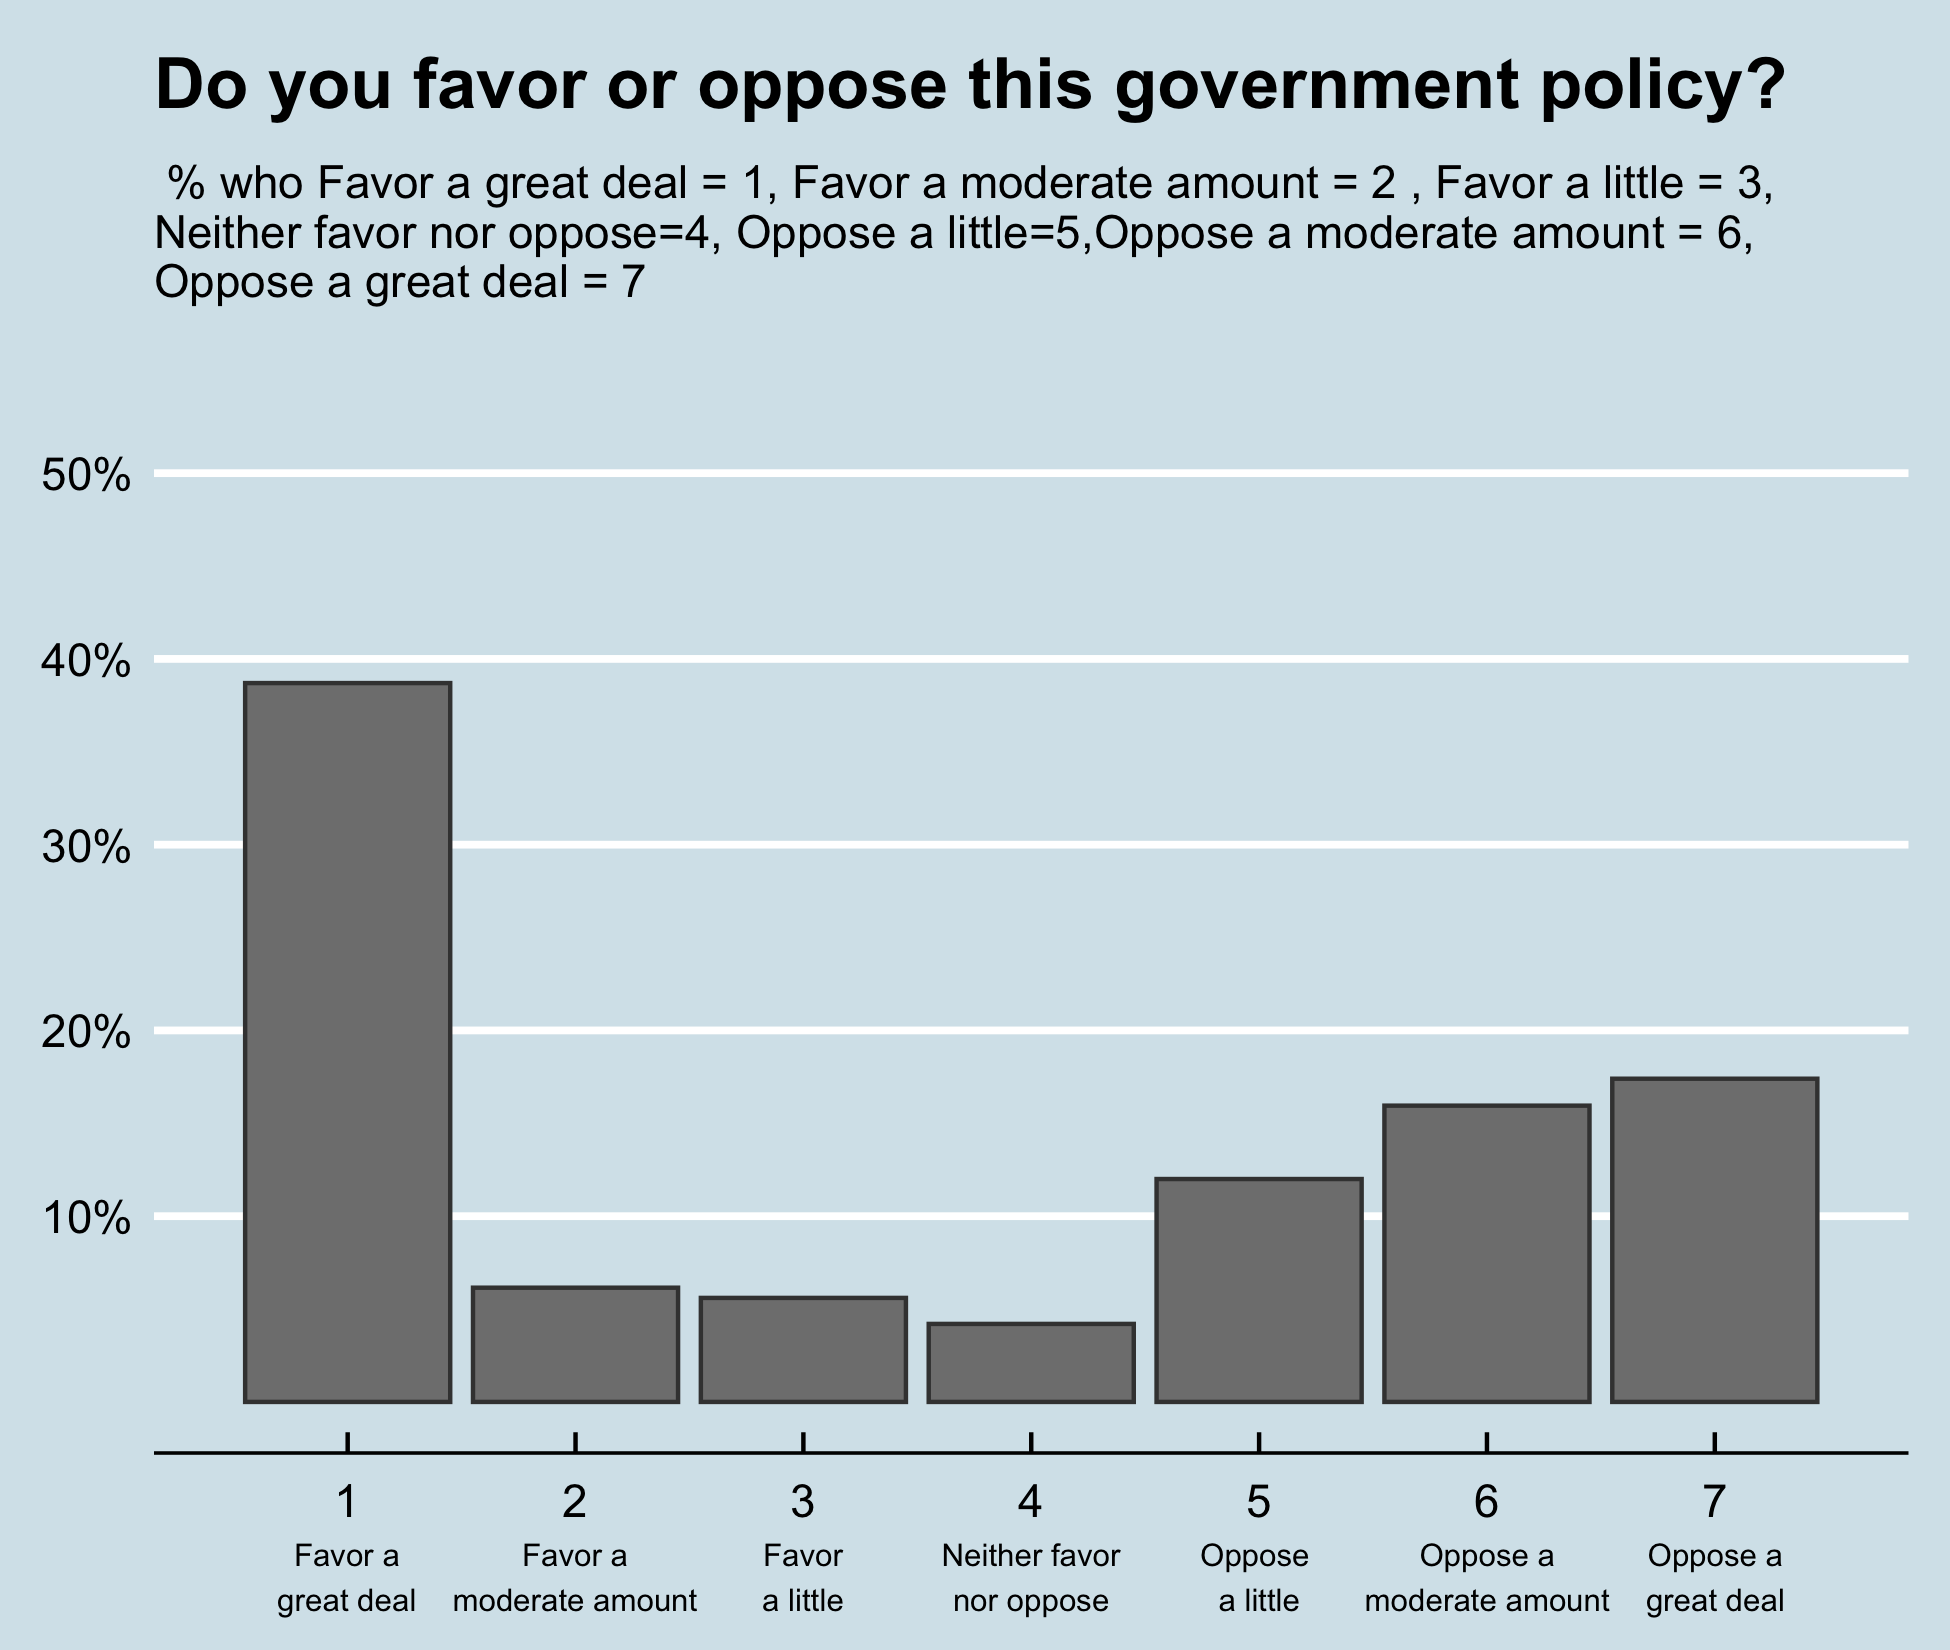 Do you favor or oppose this government policy?
% who Favor a great deal = 1, Favor a moderate amount = 2 , Favor a little = 3,
Neither favor nor oppose=4, Oppose a little=5,Oppose a moderate amount = 6,
Oppose a great deal = 7
50%
40%
30%
20%
10%
1 2 3 4 5 6 7
Favor a Favor a Favor Neither favor Oppose Oppose a Oppose a
great deal moderate amount a little nor oppose a little moderate amount great deal